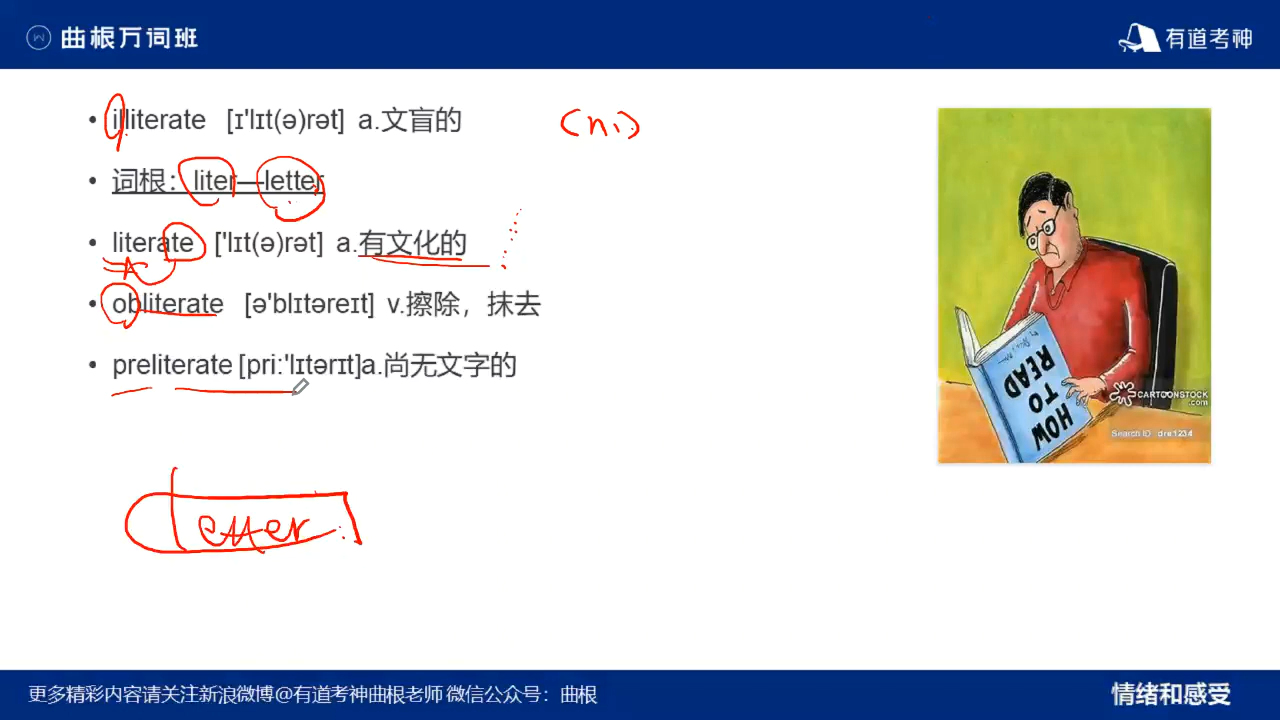 曲根万词班
有道考神
• illiterate [ɪ'lɪt(ə)rət] a.文盲的
(n.)
• 词根：liter—letter
• literate ['lɪt(ə)rət] a.有文化的
• obliterate [ə'blɪtəreɪt] v.擦除，抹去
• preliterate [pri:'lɪtərɪt]a.尚无文字的
letter
HOW
TO
READ
CARTOONSTOCK
.com
Search ID: dre1234
更多精彩内容请关注新浪微博@有道考神曲根老师 微信公众号：曲根
情绪和感受